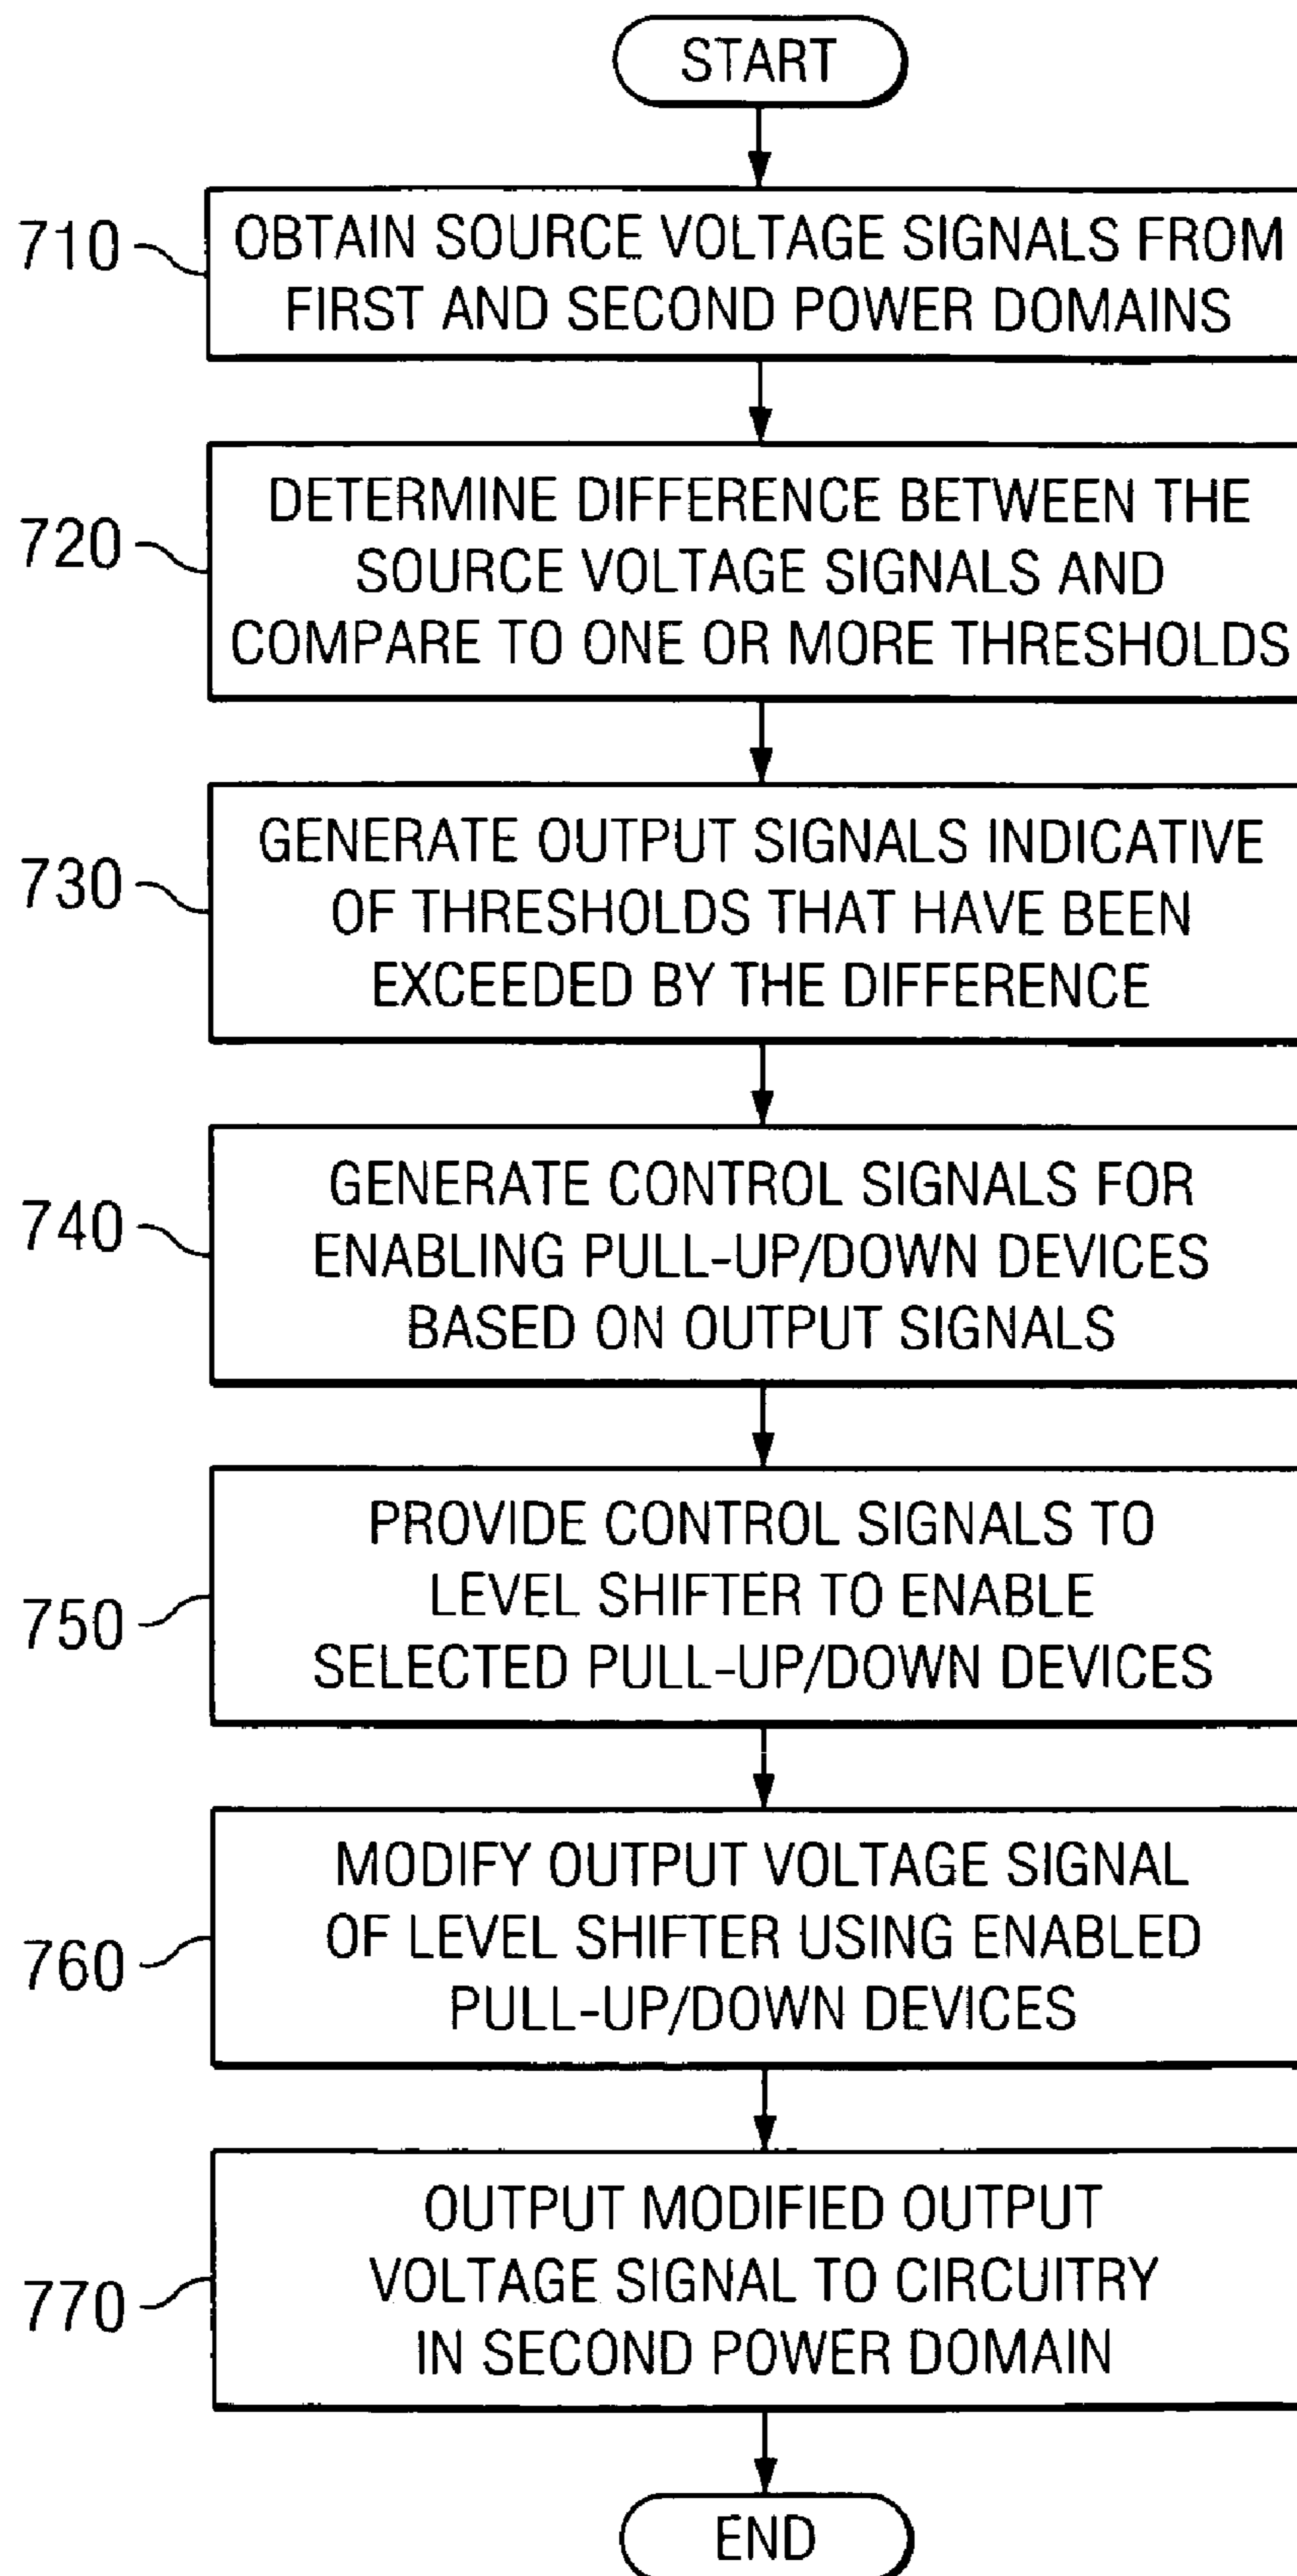 START
710
OBTAIN SOURCE VOLTAGE SIGNALS FROM
FIRST AND SECOND POWER DOMAINS
720
DETERMINE DIFFERENCE BETWEEN THE
SOURCE VOLTAGE SIGNALS AND
COMPARE TO ONE OR MORE THRESHOLDS
730
GENERATE OUTPUT SIGNALS INDICATIVE
OF THRESHOLDS THAT HAVE BEEN
EXCEEDED BY THE DIFFERENCE
740
GENERATE CONTROL SIGNALS FOR
ENABLING PULL-UP/DOWN DEVICES
BASED ON OUTPUT SIGNALS
750
PROVIDE CONTROL SIGNALS TO
LEVEL SHIFTER TO ENABLE
SELECTED PULL-UP/DOWN DEVICES
760
MODIFY OUTPUT VOLTAGE SIGNAL
OF LEVEL SHIFTER USING ENABLED
PULL-UP/DOWN DEVICES
770
OUTPUT MODIFIED OUTPUT
VOLTAGE SIGNAL TO CIRCUITRY
IN SECOND POWER DOMAIN
END